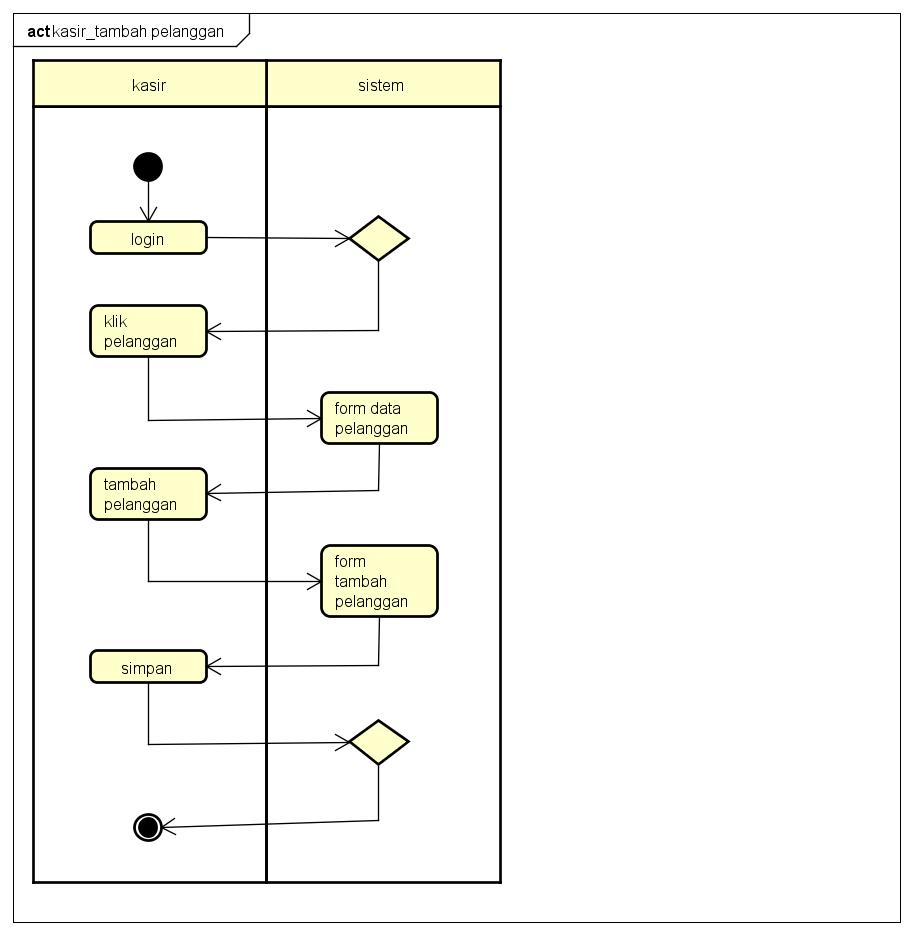 act kasir_tambah pelanggan
kasir
sistem
login
klik
pelanggan
form data
pelanggan
tambah
pelanggan
form
tambah
pelanggan
simpan